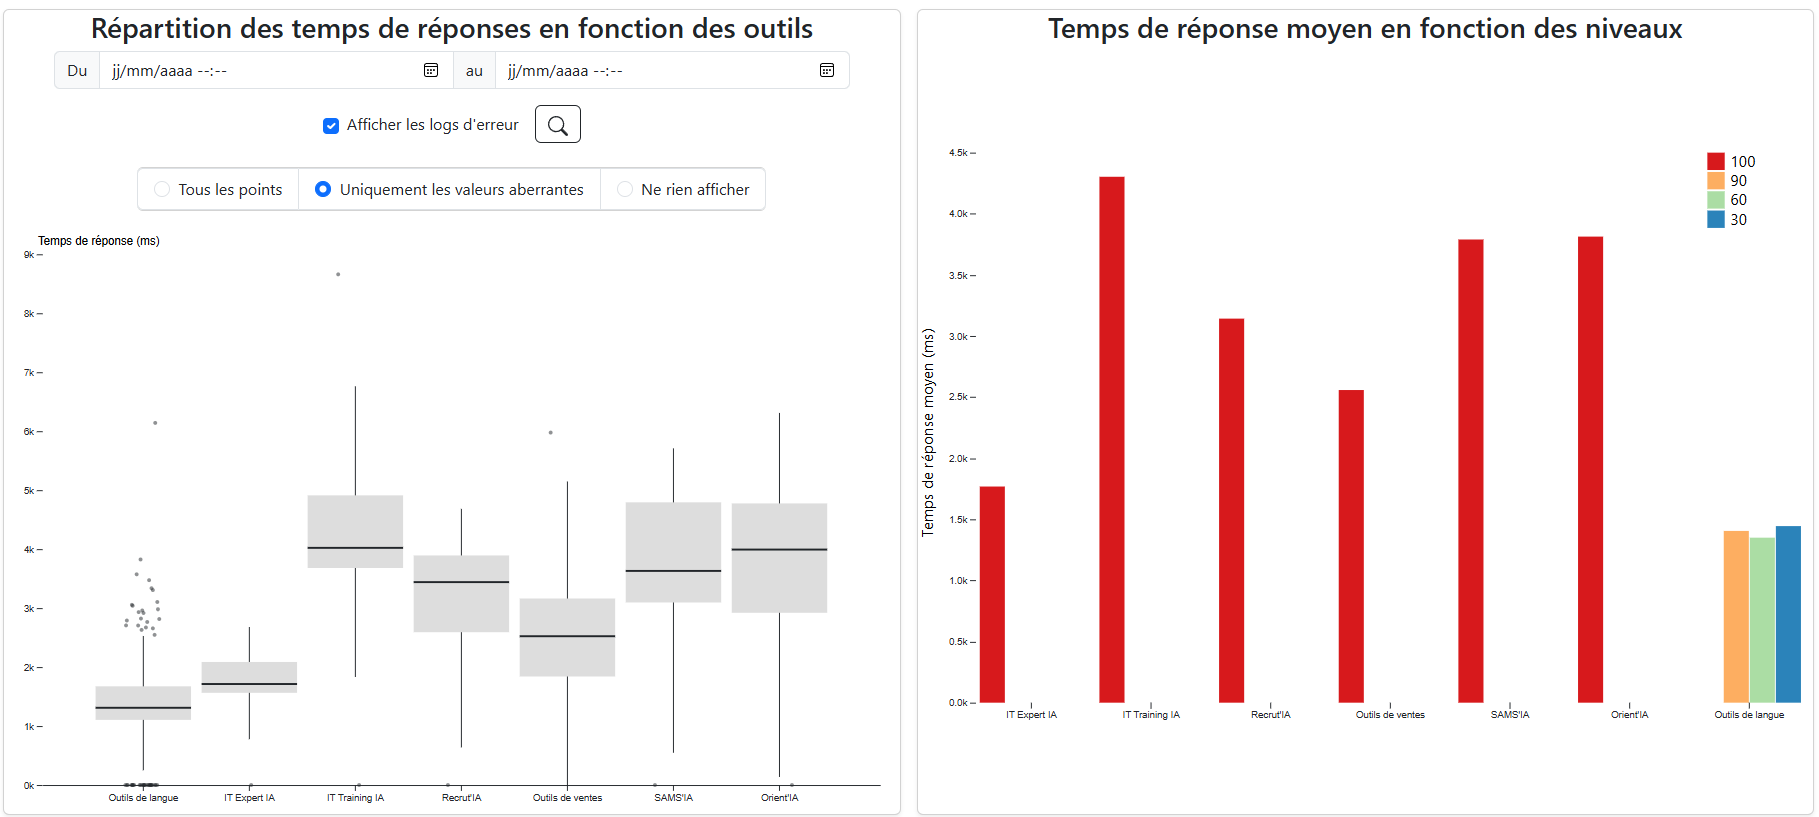 Répartition des temps de réponses en fonction des outils
Du jj/mm/aaaa --:-- au jj/mm/aaaa --:--
Afficher les logs d'erreur
Tous les points Uniquement les valeurs aberrantes Ne rien afficher
Temps de réponse (ms)
9k
8k
7k
6k
5k
4k
3k
2k
1k
0k
Outils de langue IT Expert IA IT Training IA Recrut'IA Outils de ventes SAMS'IA Orient'IA
Temps de réponse moyen en fonction des niveaux
100
90
60
30
Temps de réponse moyen (ms)
4.5k
4.0k
3.5k
3.0k
2.5k
2.0k
1.5k
1.0k
0.5k
0.0k
IT Expert IA IT Training IA Recrut'IA Outils de ventes SAMS'IA Orient'IA Outils de langue